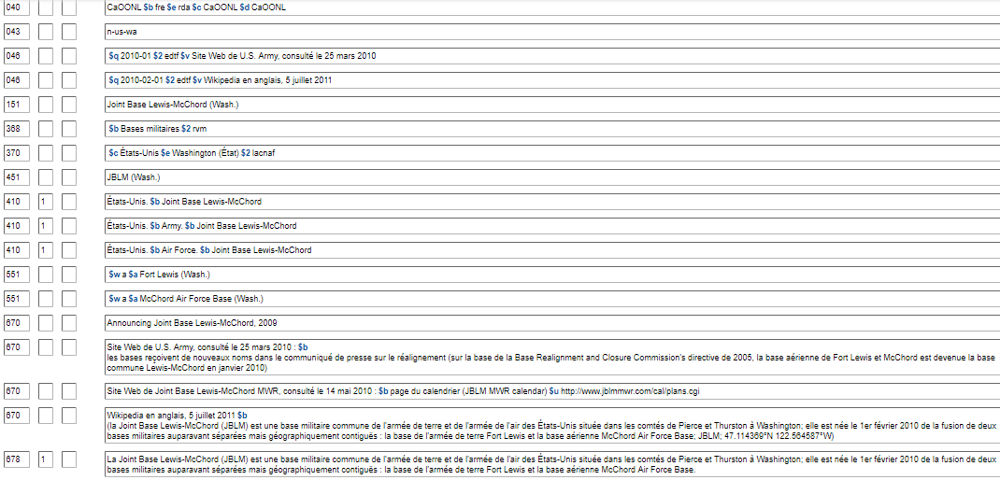 040 CaOONL $b fre $e rda $c CaOONL $d CaOONL
043 n-us-wa
046 $q 2010-01 $2 edtf $v Site Web de U.S. Army, consulté le 25 mars 2010
046 $q 2010-02-01 $2 edtf $v Wikipedia en anglais, 5 juillet 2011
151 Joint Base Lewis-McChord (Wash.)
368 $b Bases militaires $2 rvm
370 $c États-Unis $e Washington (État) $2 lacnaf
451 JBLM (Wash.)
410 1 États-Unis. $b Joint Base Lewis-McChord
410 1 États-Unis. $b Army. $b Joint Base Lewis-McChord
410 1 États-Unis. $b Air Force. $b Joint Base Lewis-McChord
551 $w a $a Fort Lewis (Wash.)
551 $w a $a McChord Air Force Base (Wash.)
670 Announcing Joint Base Lewis-McChord, 2009
670 Site Web de U.S. Army, consulté le 25 mars 2010 : $b
les bases reçoivent de nouveaux noms dans le communiqué de presse sur le réalignement (sur la base de la Base Realignment and Closure Commission's directive de 2005, la base aérienne de Fort Lewis et McChord est devenue la base
commune Lewis-McChord en janvier 2010)
670 Site Web de Joint Base Lewis-McChord MWR, consulté le 14 mai 2010 : $b page du calendrier (JBLM MWR calendar) $u http://www.jblmmwr.com/cal/plans.cgi
670 Wikipedia en anglais, 5 juillet 2011 $b
(la Joint Base Lewis-McChord (JBLM) est une base militaire commune de l'armée de terre et de l'armée de l'air des États-Unis située dans les comtés de Pierce et Thurston à Washington; elle est née le 1er février 2010 de la fusion de deux
bases militaires auparavant séparées mais géographiquement contiguës : la base de l'armée de terre Fort Lewis et la base aérienne McChord Air Force Base; JBLM; 47.114369°N 122.564587°W)
678 1 La Joint Base Lewis-McChord (JBLM) est une base militaire commune de l'armée de terre et de l'armée de l'air des États-Unis située dans les comtés de Pierce et Thurston à Washington; elle est née le 1er février 2010 de la fusion de deux
bases militaires auparavant séparées mais géographiquement contiguës : la base de l'armée de terre Fort Lewis et la base aérienne McChord Air Force Base.